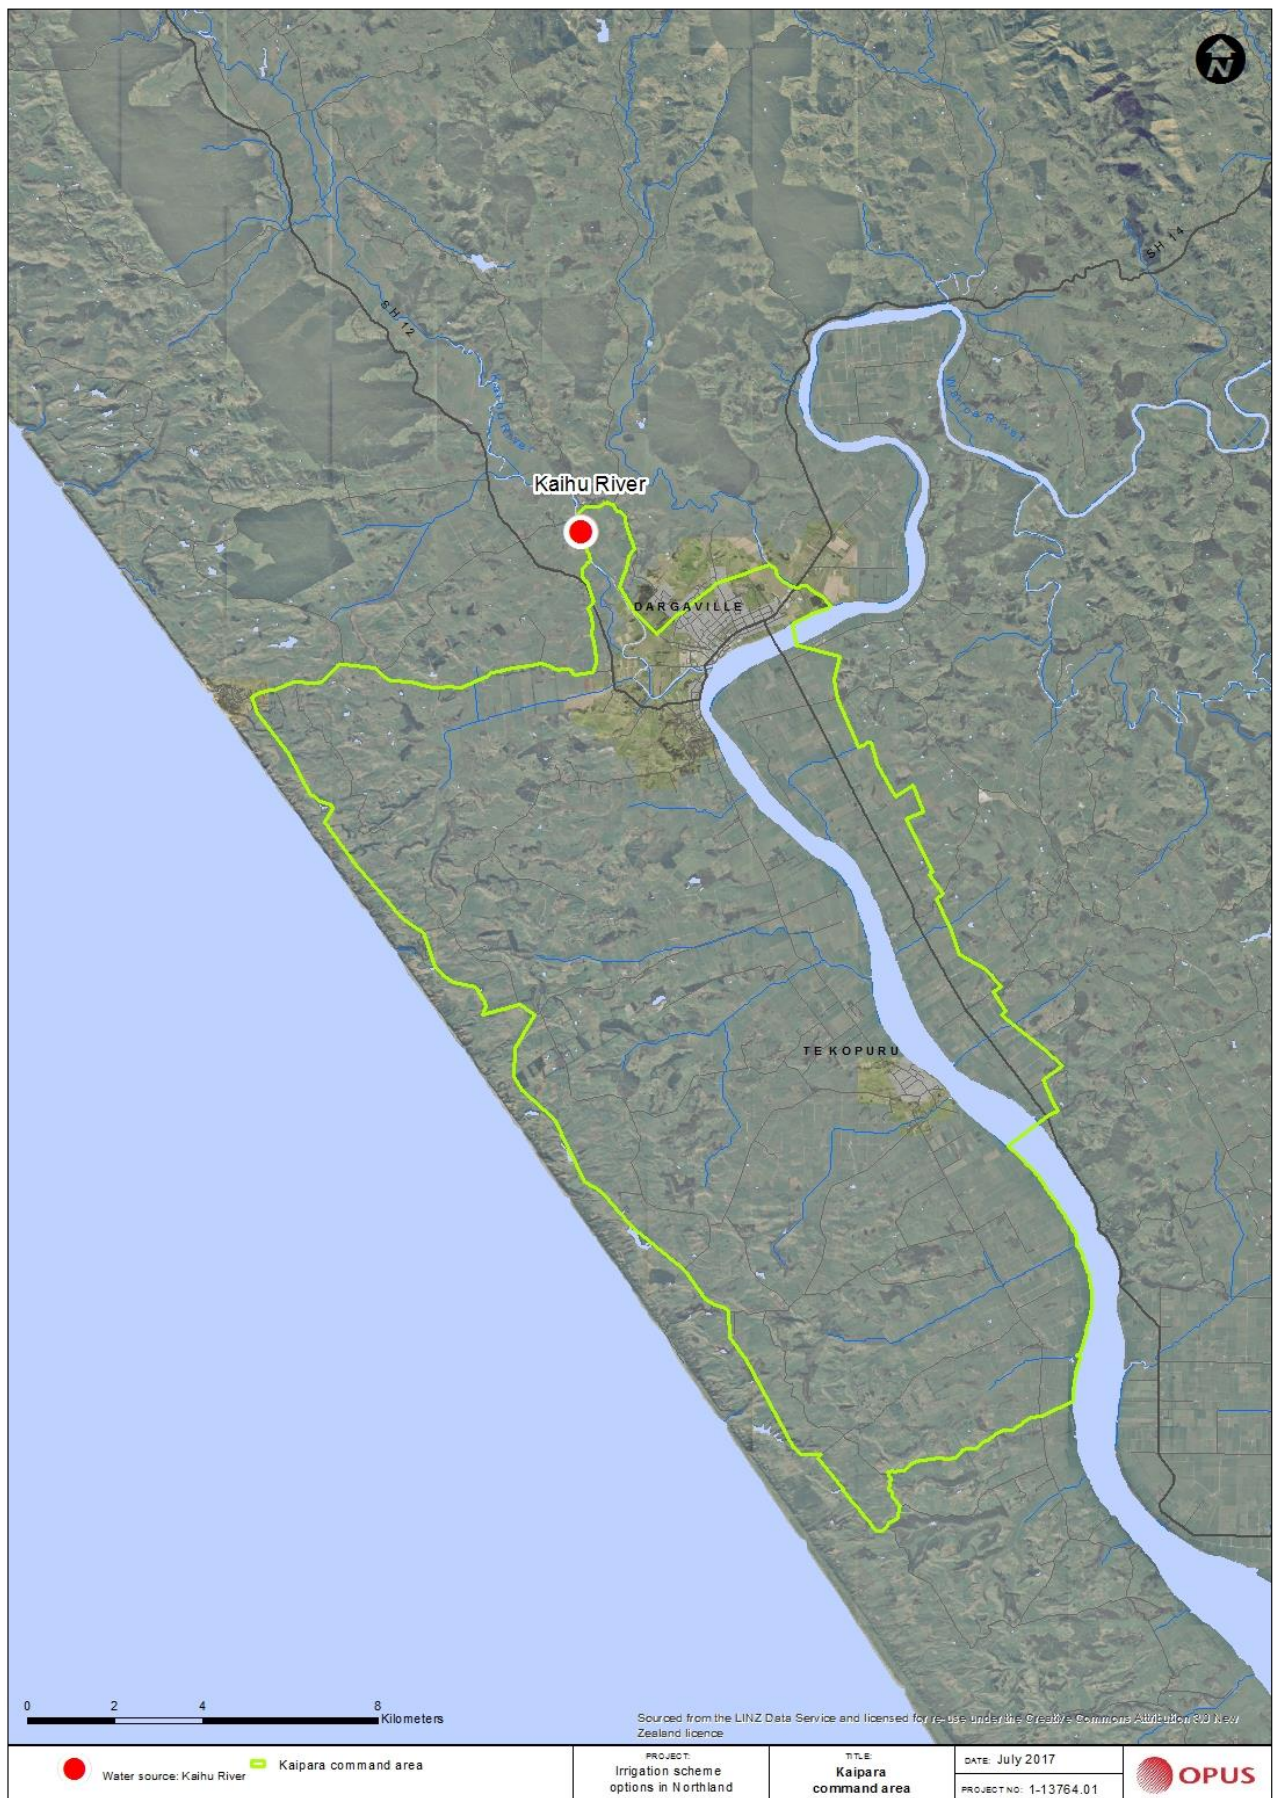 N
SH 14
SH 12
Kaihu River
Wairoa River
Kaihu River
DARGAVILLE
TE KOPURU
0 2 4 8
Kilometers
Sourced from the LINZ Data Service and licensed for re-use under the Creative Commons Attribution 3.0 New
Zealand licence
Water source: Kaihu River
Kaipara command area
PROJECT:
Irrigation scheme
options in Northland
TITLE:
Kaipara
command area
DATE: July 2017
PROJECT NO: 1-13764.01
OPUS